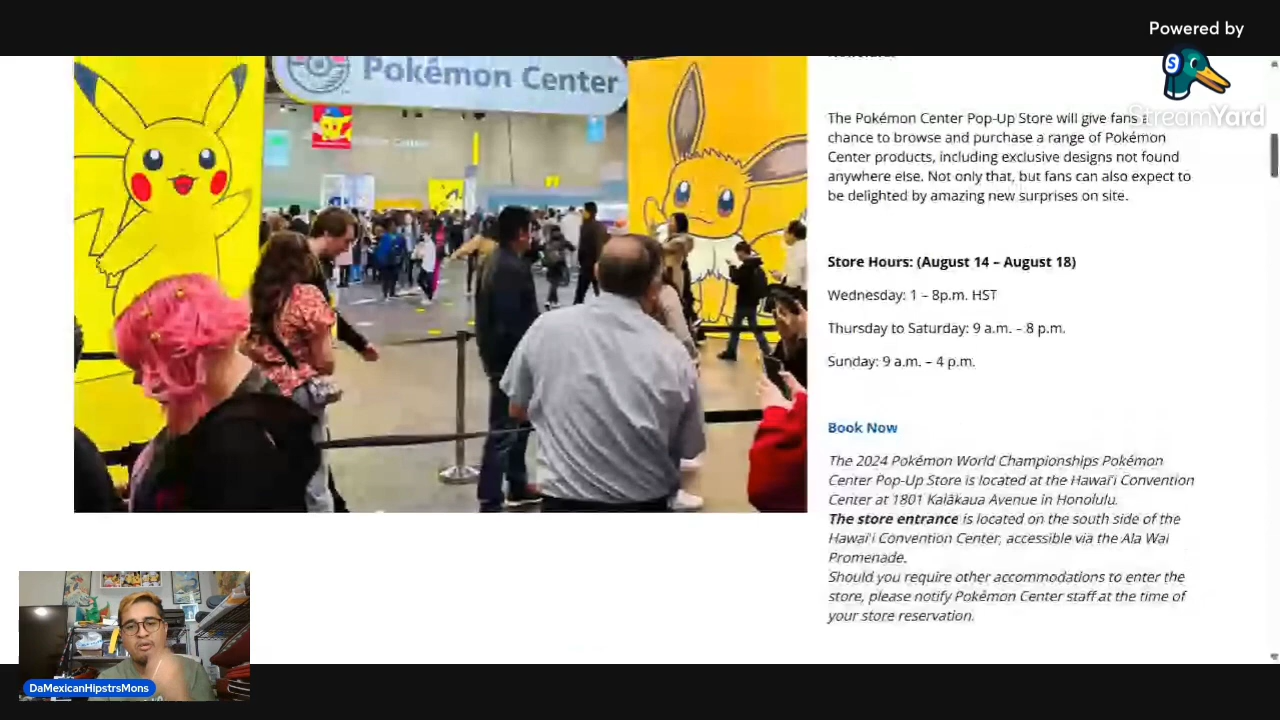 Powered by
StreamYard
Pokémon Center
The Pokémon Center Pop-Up Store will give fans a
chance to browse and purchase a range of Pokémon
Center products, including exclusive designs not found
anywhere else. Not only that, but fans can also expect to
be delighted by amazing new surprises on site.
Store Hours: (August 14 – August 18)
Wednesday: 1 – 8p.m. HST
Thursday to Saturday: 9 a.m. – 8 p.m.
Sunday: 9 a.m. – 4 p.m.
Book Now
The 2024 Pokémon World Championships Pokémon
Center Pop-Up Store is located at the Hawai'i Convention
Center at 1801 Kalākaua Avenue in Honolulu.
The store entrance is located on the south side of the
Hawai'i Convention Center, accessible via the Ala Wai
Promenade.
Should you require other accommodations to enter the
store, please notify Pokémon Center staff at the time of
your store reservation.
DaMexicanHipstrsMons